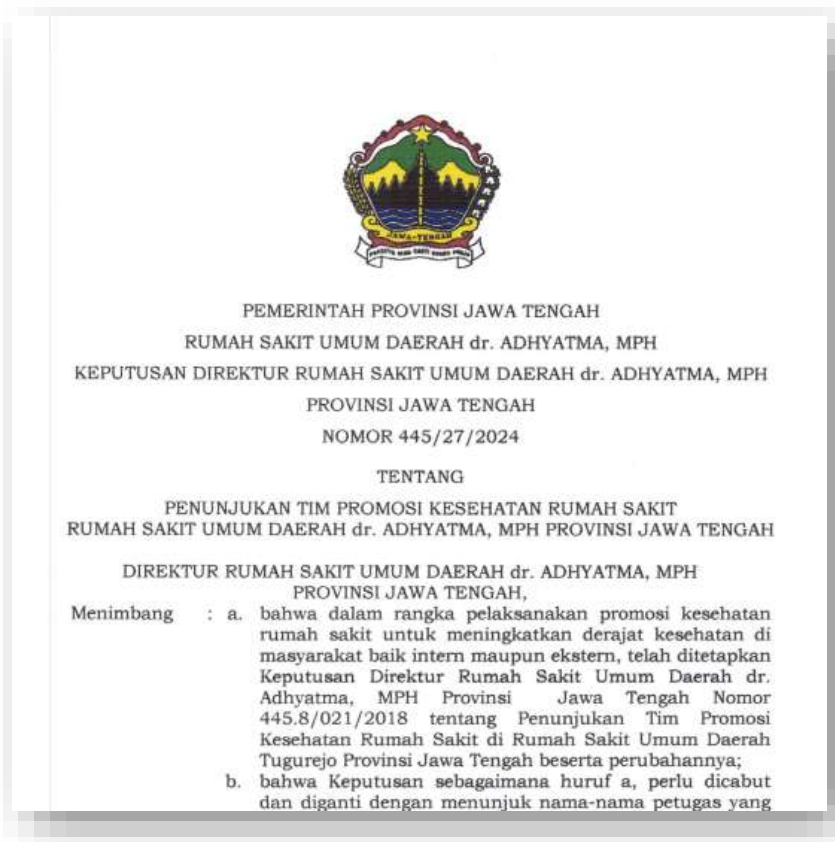 JAWA-TENGAH
PEMERINTAH PROVINSI JAWA TENGAH
RUMAH SAKIT UMUM DAERAH dr. ADHYATMA, MPH
KEPUTUSAN DIREKTUR RUMAH SAKIT UMUM DAERAH dr. ADHYATMA, MPH
PROVINSI JAWA TENGAH
NOMOR 445/27/2024
TENTANG
PENUNJUKAN TIM PROMOSI KESEHATAN RUMAH SAKIT
RUMAH SAKIT UMUM DAERAH dr. ADHYATMA, MPH PROVINSI JAWA TENGAH
DIREKTUR RUMAH SAKIT UMUM DAERAH dr. ADHYATMA, MPH
PROVINSI JAWA TENGAH,
Menimbang : a. bahwa dalam rangka pelaksanakan promosi kesehatan
rumah sakit untuk meningkatkan derajat kesehatan di
masyarakat baik intern maupun ekstern, telah ditetapkan
Keputusan Direktur Rumah Sakit Umum Daerah dr.
Adhyatma, MPH Provinsi Jawa Tengah Nomor
445.8/021/2018 tentang Penunjukan Tim Promosi
Kesehatan Rumah Sakit di Rumah Sakit Umum Daerah
Tugurejo Provinsi Jawa Tengah beserta perubahannya;
b. bahwa Keputusan sebagaimana huruf a, perlu dicabut
dan diganti dengan menunjuk nama-nama petugas yang